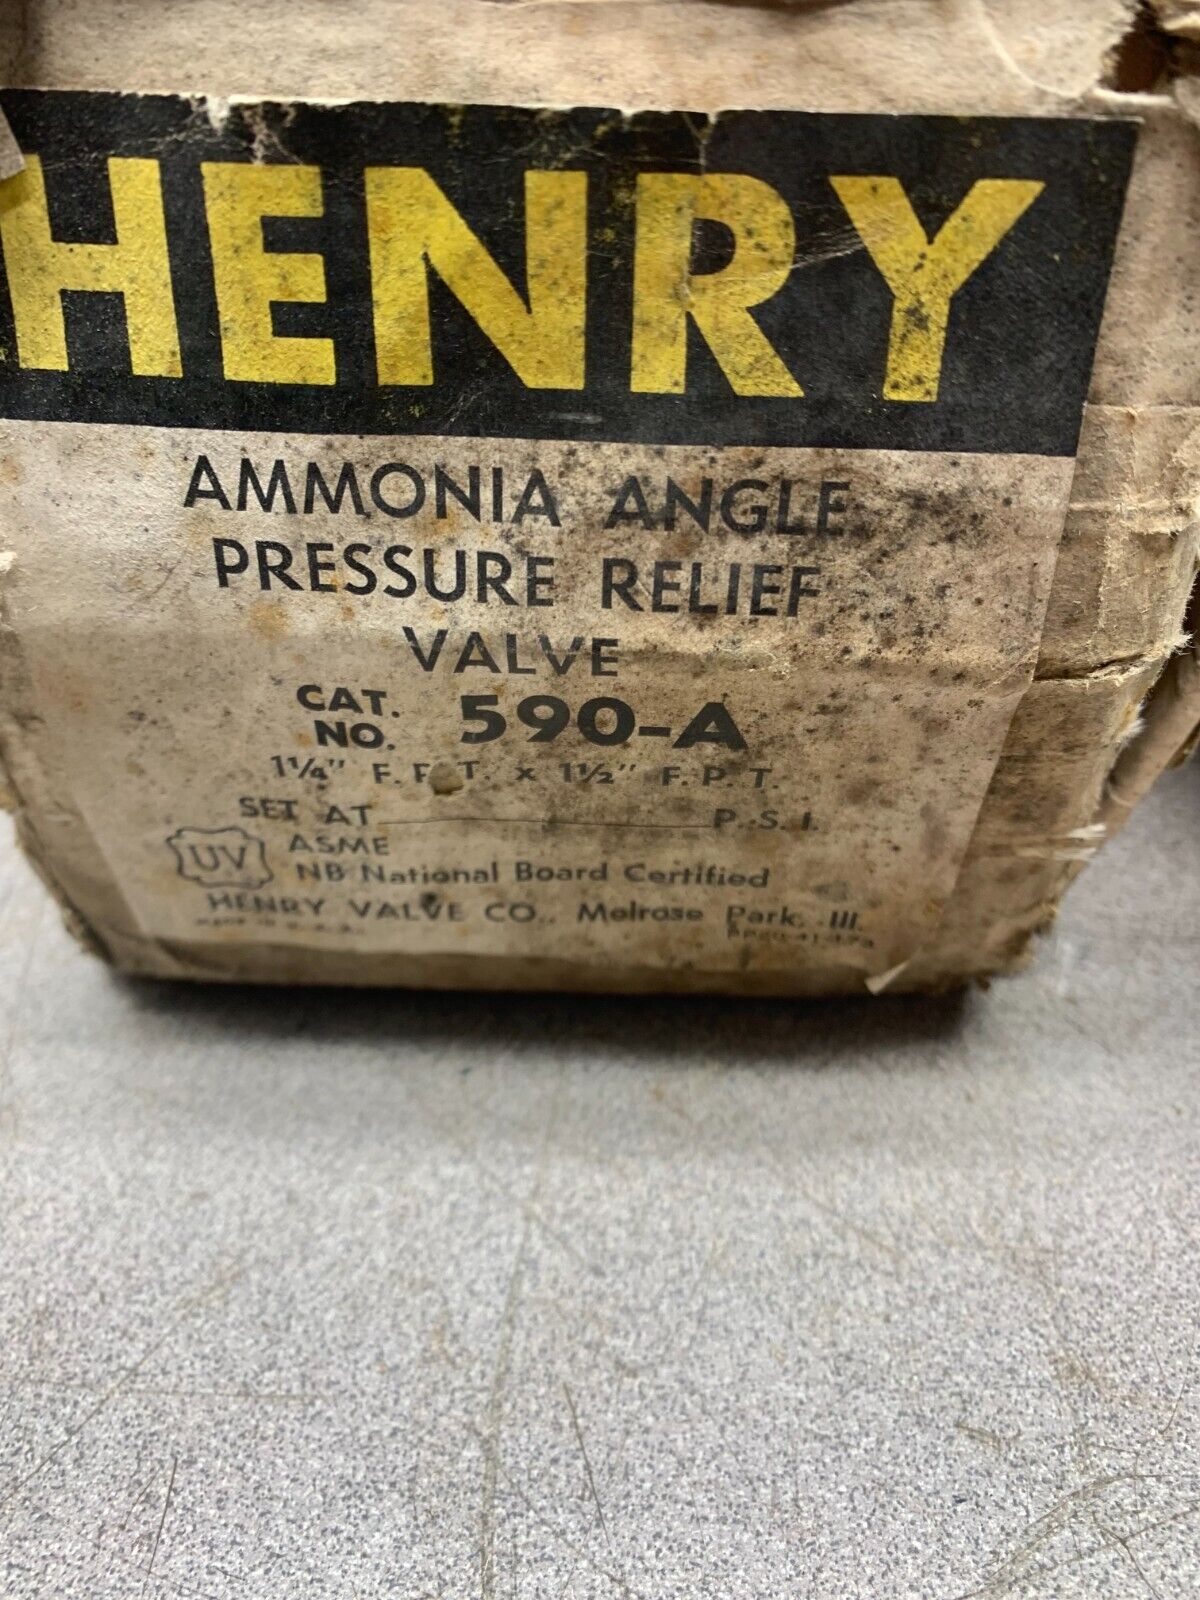 HENRY
AMMONIA ANGLE
PRESSURE RELIEF
VALVE
CAT. NO. 590-A
1¼" F.P.T. x 1½" F.P.T.
SET AT P.S.I.
UV ASME
NB National Board Certified
HENRY VALVE CO., Melrose Park, Ill.